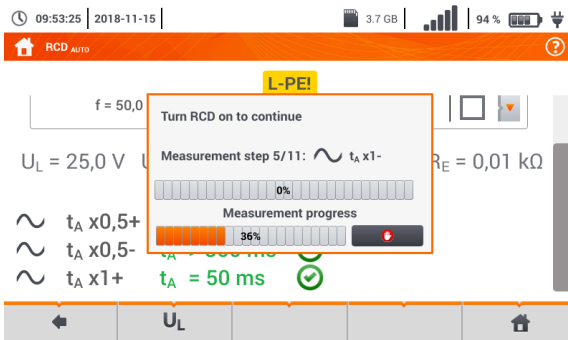 09:53:25 2018-11-15 3.7 GB 94 %
RCD AUTO ?
L-PE!
f = 50,0
Turn RCD on to continue
Measurement step 5/11: tA x1-
0%
Measurement progress
36%
UL = 25,0 V RE = 0,01 kΩ
tA x0,5+
tA x0,5- tA
tA x1+ tA = 50 ms
UL